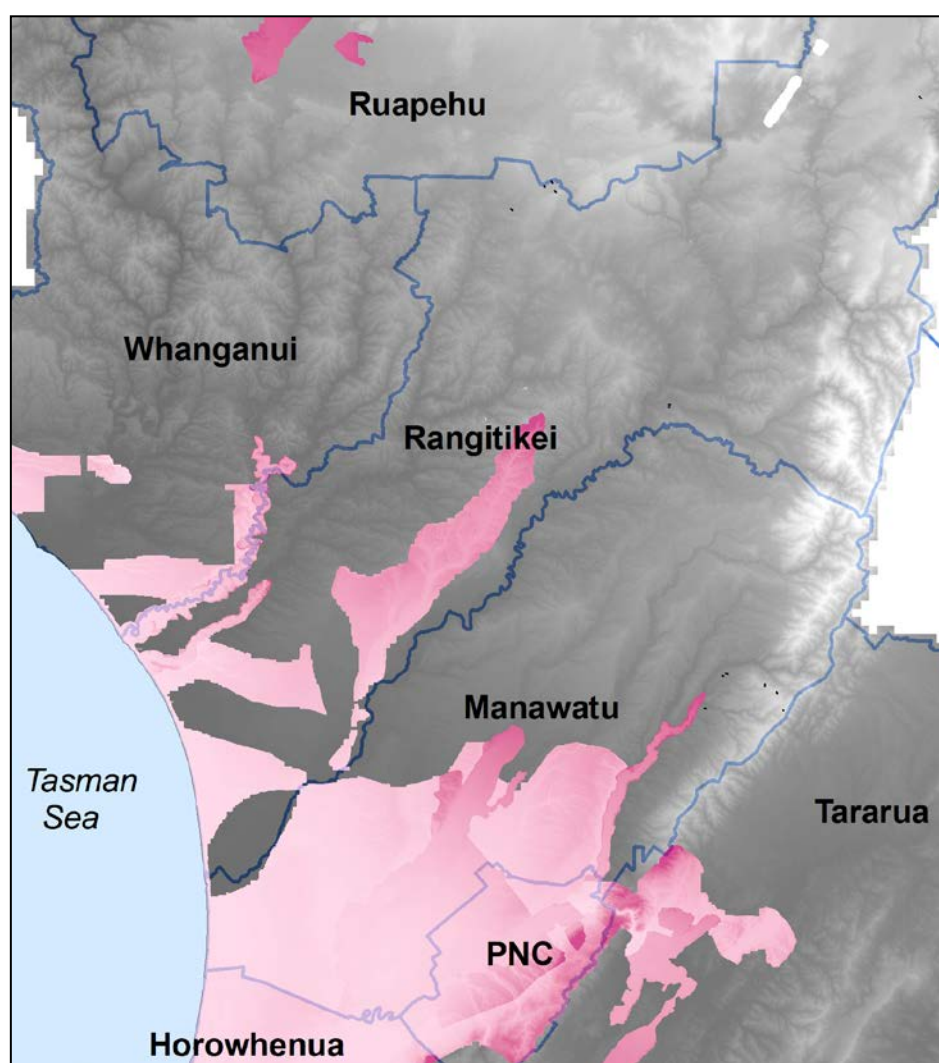 Ruapehu
Whanganui
Rangitikei
Manawatu
Tasman
Sea
Tararua
PNC
Horowhenua